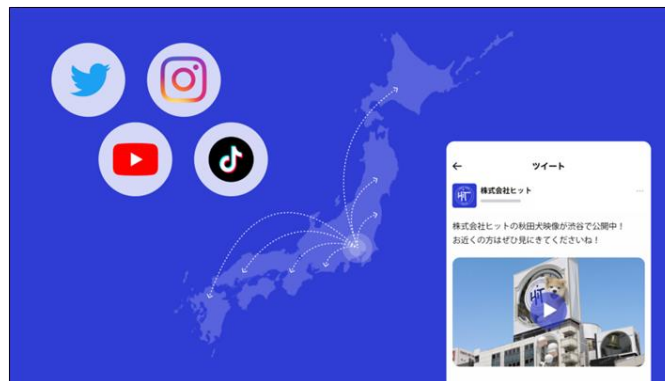 ツイート
株式会社ヒット
株式会社ヒットの秋田犬映像が渋谷で公開中！
お近くの方はぜひ見にきてくださいね！
HIT